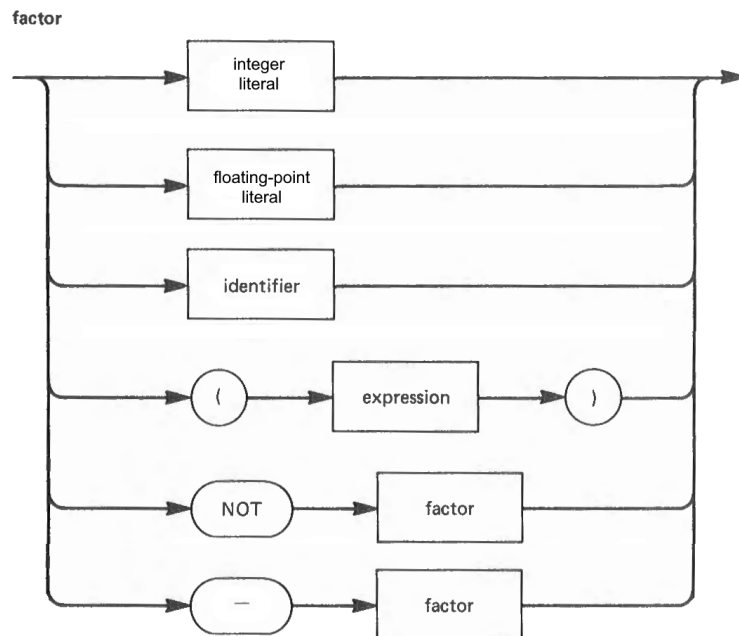 factor
integer
literal
floating-point
literal
identifier
( expression )
NOT factor
— factor